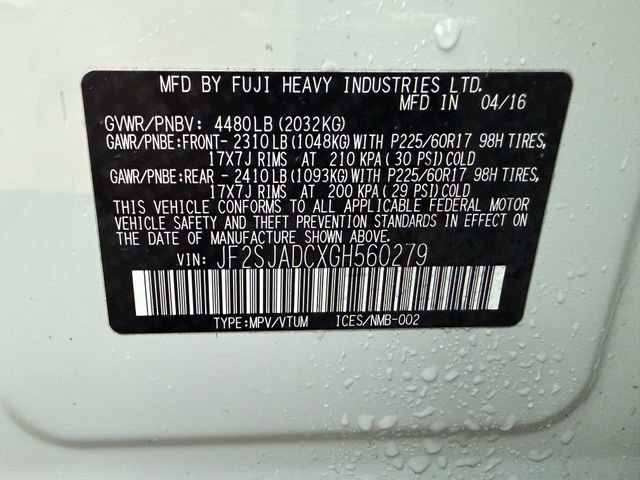 MFD BY FUJI HEAVY INDUSTRIES LTD.
MFD IN 04/16
GVWR/PNBV: 4480LB (2032KG)
GAWR/PNBE:FRONT- 2310 LB (1048KG) WITH P225/60R17 98H TIRES,
17X7J RIMS AT 210 KPA (30 PSI) COLD
GAWR/PNBE:REAR - 2410 LB (1093KG) WITH P225/60R17 98H TIRES,
17X7J RIMS AT 200 KPA (29 PSI) COLD
THIS VEHICLE CONFORMS TO ALL APPLICABLE FEDERAL MOTOR
VEHICLE SAFETY AND THEFT PREVENTION STANDARDS IN EFFECT
ON THE DATE OF MANUFACTURE SHOWN ABOVE.
VIN: JF2SJADCXGH560279
TYPE:MPV/VTUM ICES/NMB-002